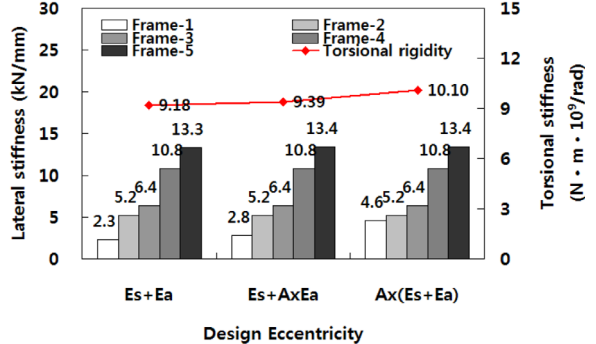 Frame-1
Frame-2
Frame-3
Frame-4
Frame-5
Torsional rigidity
Lateral stiffness (kN/mm)
30
25
20
15
10
5
0
15
12
9
6
3
0
Torsional stiffness
(N・m・10⁹/rad)
9.18
9.39
10.10
2.3
5.2
6.4
10.8
13.3
2.8
5.2
6.4
10.8
13.4
4.6
5.2
6.4
10.8
13.4
Es+Ea
Es+AxEa
Ax(Es+Ea)
Design Eccentricity